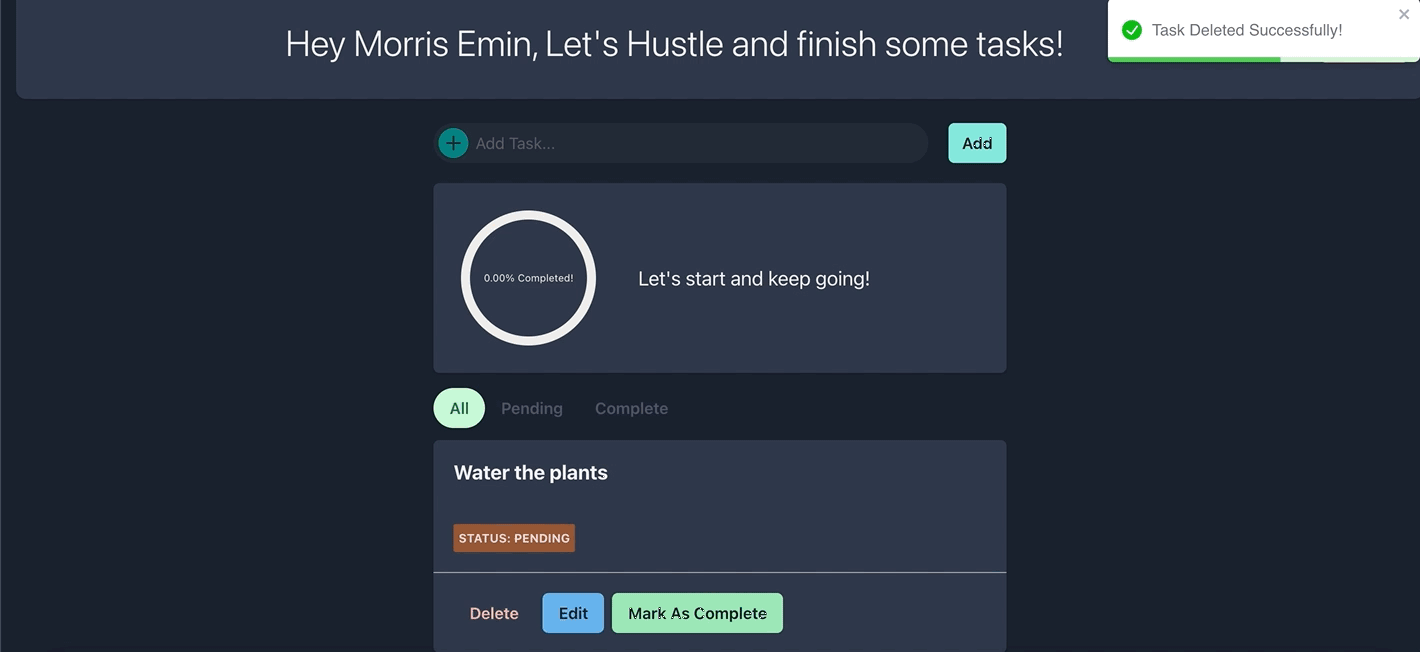 Hey Morris Emin, Let's Hustle and finish some tasks!
Task Deleted Successfully!
Add Task...
Add
0.00% Completed!
Let's start and keep going!
All Pending Complete
Water the plants
STATUS: PENDING
Delete Edit Mark As Complete